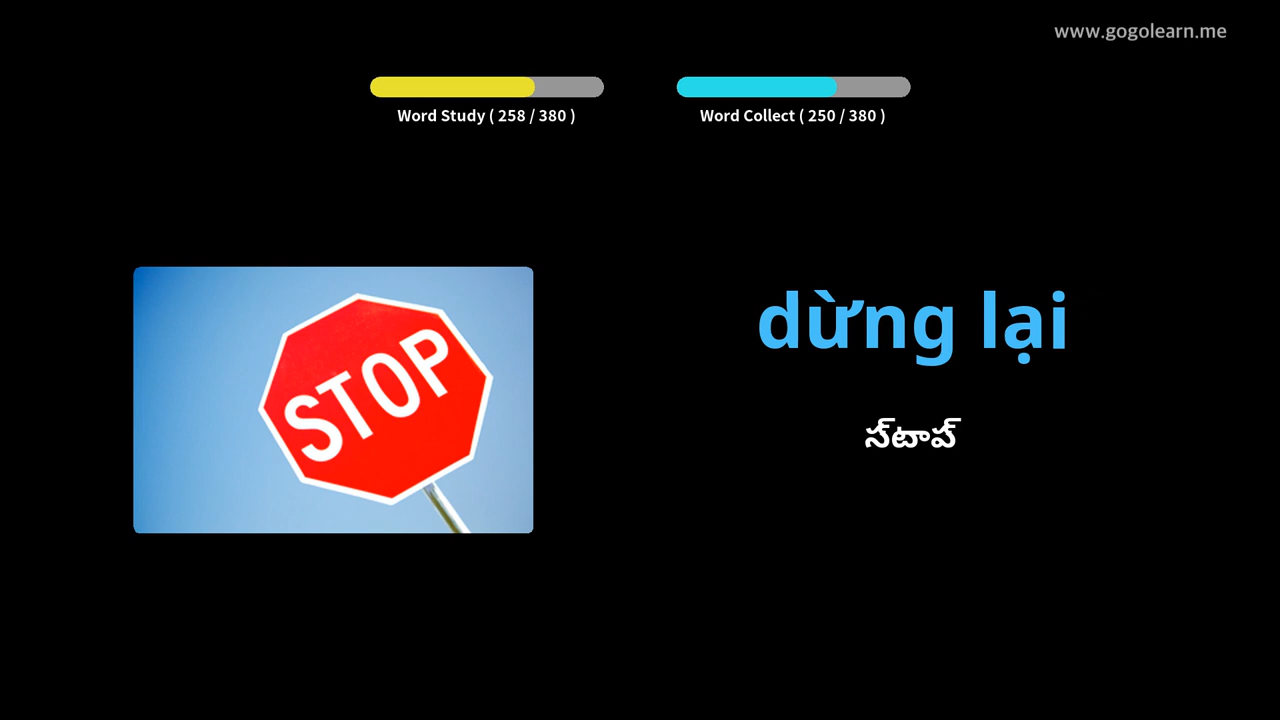 www.gogolearn.me
Word Study ( 258 / 380 )
Word Collect ( 250 / 380 )
STOP
dừng lại
స్‌టాప్